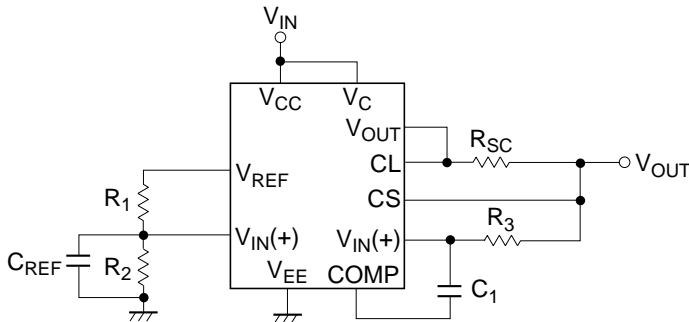 VIN
VCC
VC
VOUT
RSC
CL
VOUT
VREF
R1
CS
R3
VIN(+)
VIN(+)
CREF
R2
VEE
COMP
C1